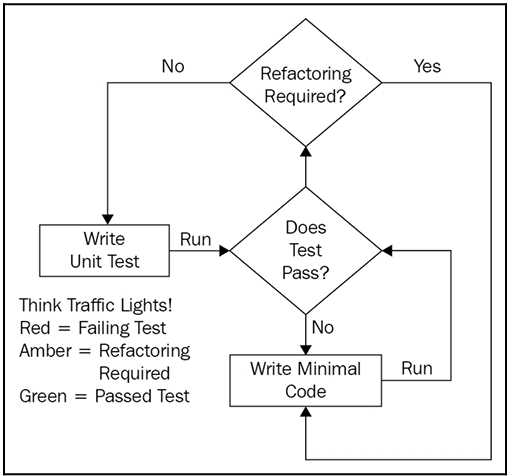 No
Refactoring
Required?
Yes
Write
Unit Test
Run
Does
Test
Pass?
Think Traffic Lights!
Red = Failing Test
Amber = Refactoring
Required
Green = Passed Test
No
Write Minimal
Code
Run